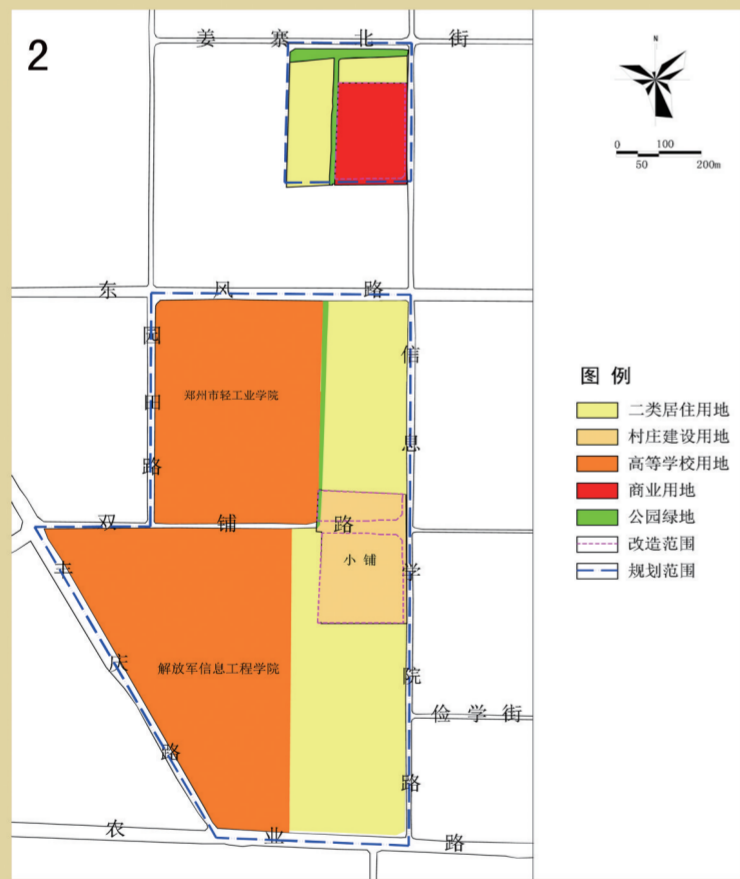 2
姜寨北街
N
0 100
50 200m
东风路
园田路
郑州市轻工业学院
信息学院路
双铺路
小铺
丰庆路
解放军信息工程学院
俭学街
农业路
图例
二类居住用地
村庄建设用地
高等学校用地
商业用地
公园绿地
改造范围
规划范围